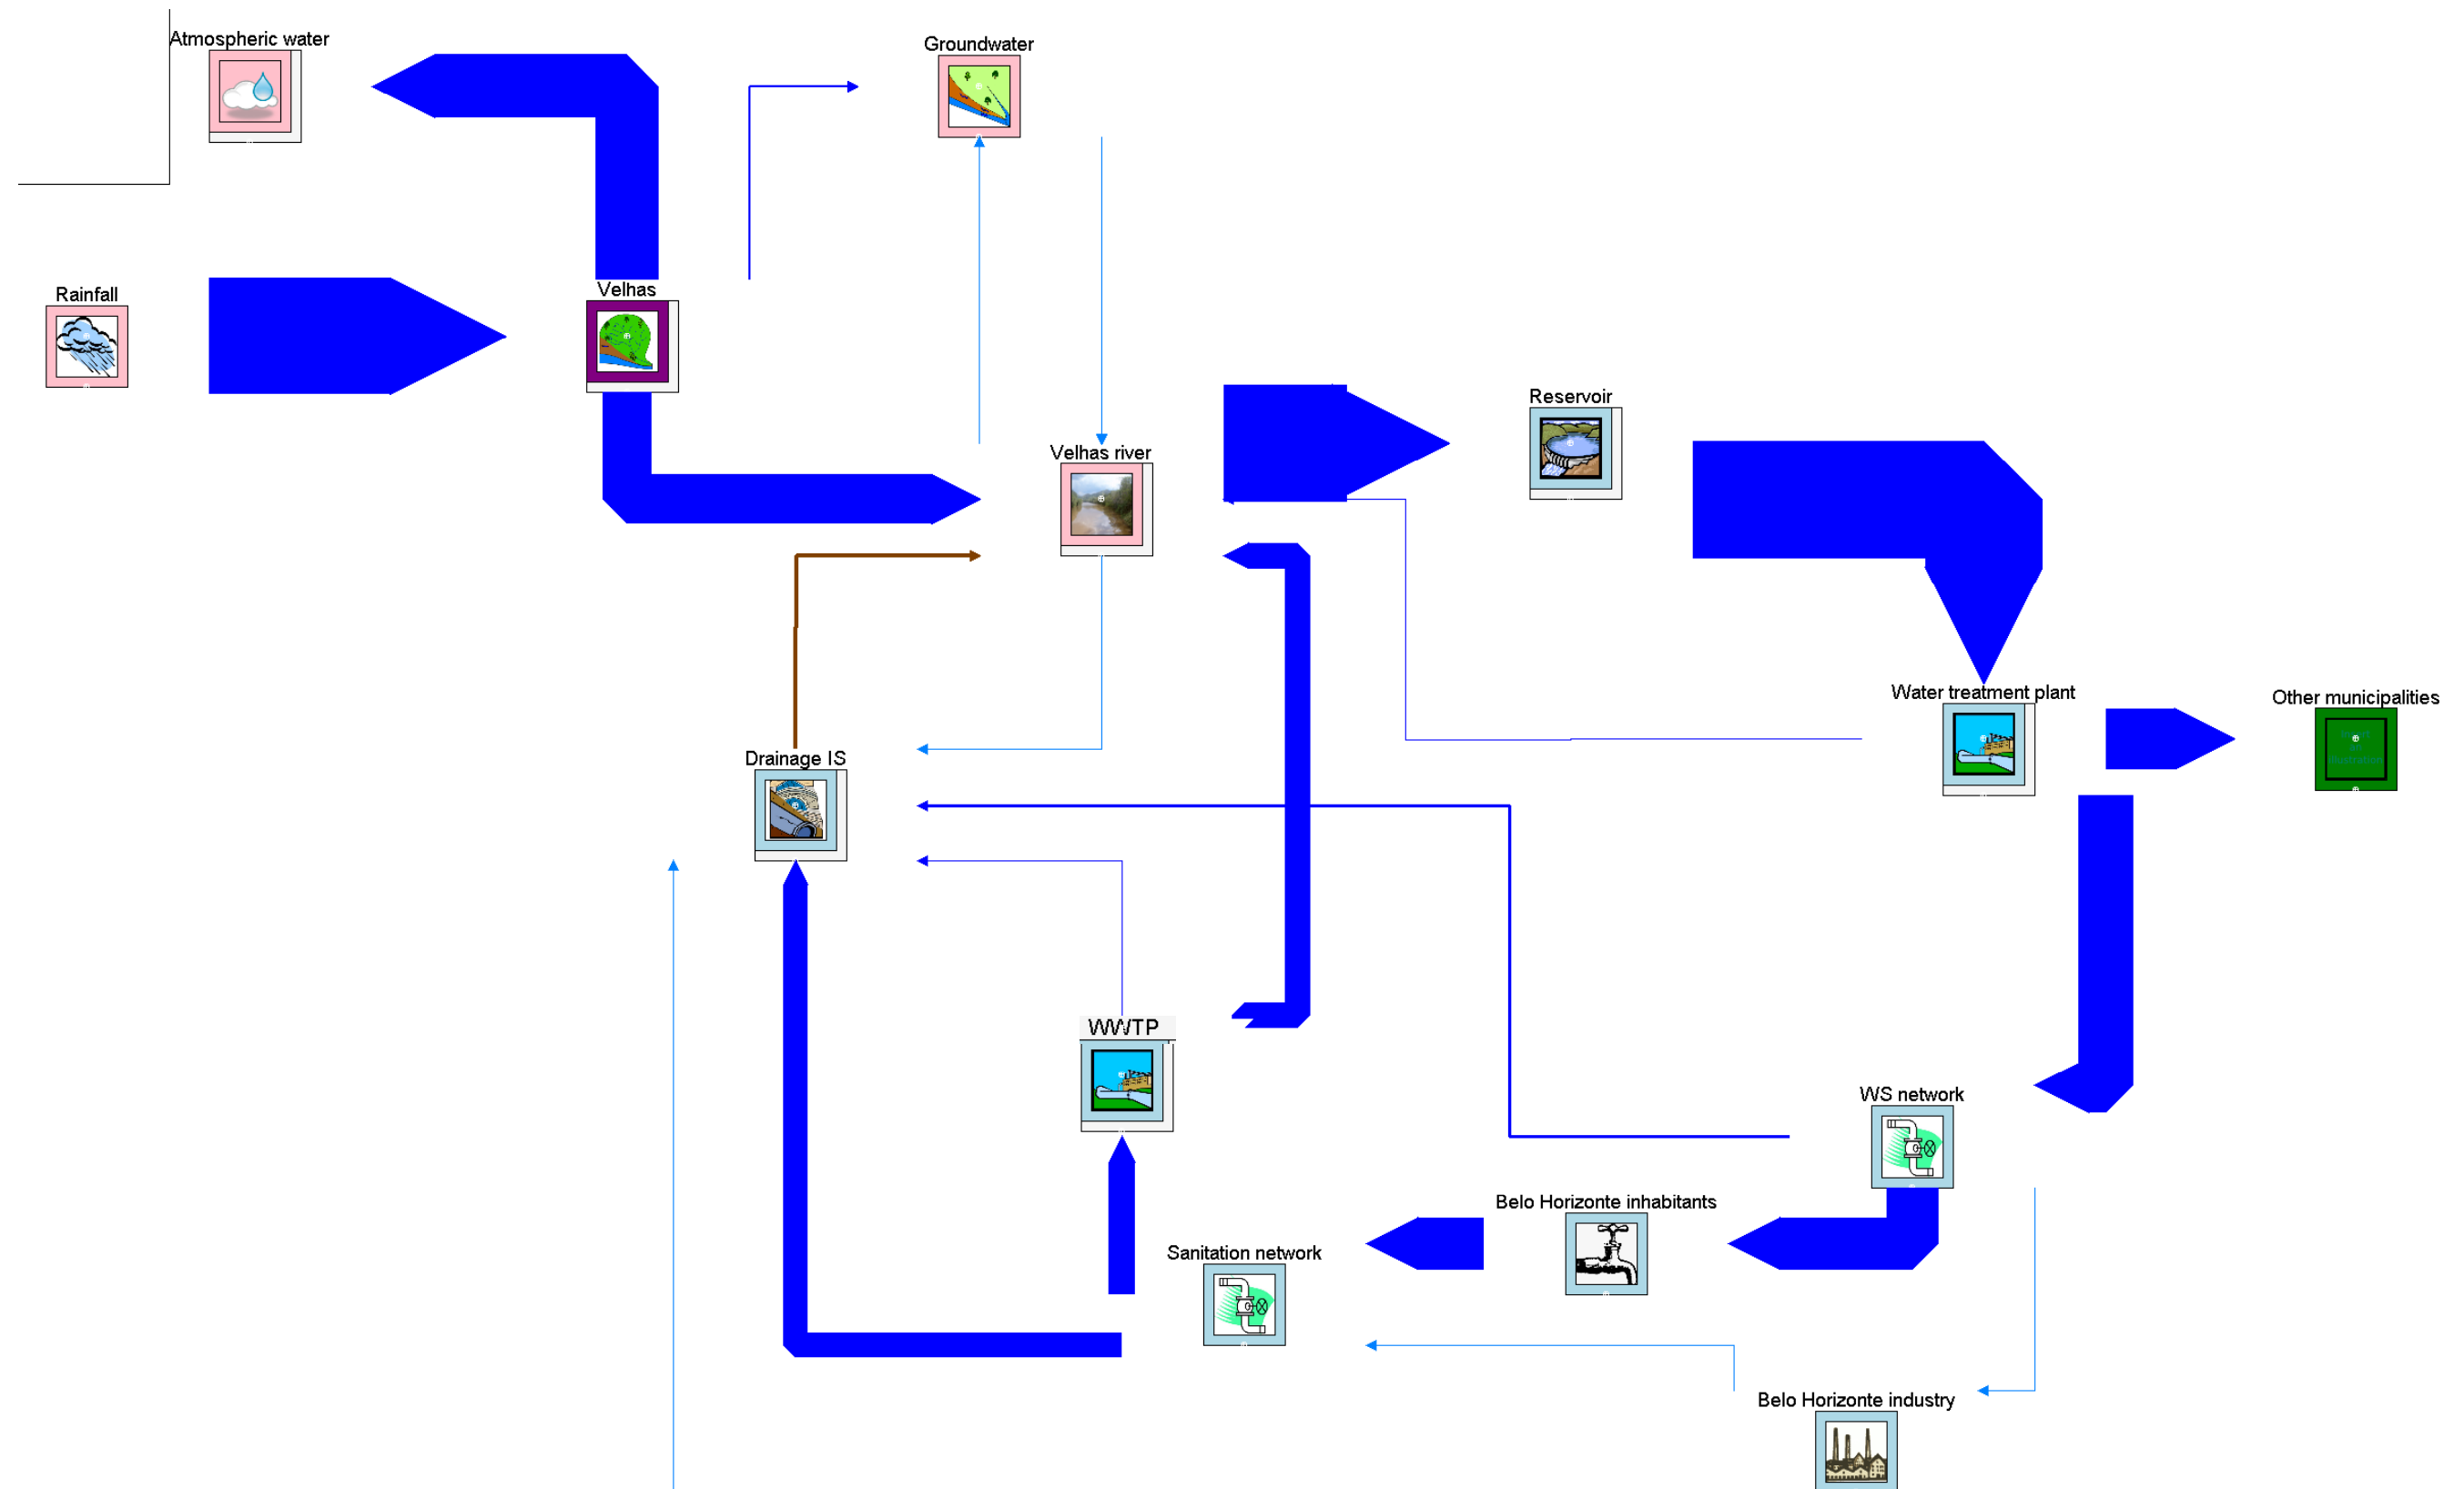 Atmospheric water
Groundwater
Rainfall
Velhas
Reservoir
Velhas river
Water treatment plant
Other municipalities
Drainage IS
WWTP
WS network
Belo Horizonte inhabitants
Sanitation network
Belo Horizonte industry